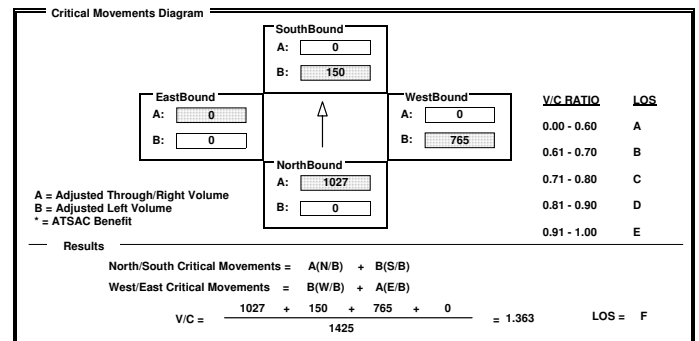 Critical Movements Diagram
SouthBound
A: 0
B: 150
EastBound
A: 0
B: 0
WestBound
A: 0
B: 765
NorthBound
A: 1027
B: 0
V/C RATIO LOS
0.00 - 0.60 A
0.61 - 0.70 B
0.71 - 0.80 C
0.81 - 0.90 D
0.91 - 1.00 E
A = Adjusted Through/Right Volume
B = Adjusted Left Volume
* = ATSAC Benefit
Results
North/South Critical Movements = A(N/B) + B(S/B)
West/East Critical Movements = B(W/B) + A(E/B)
V/C = 1027 + 150 + 765 + 0 = 1.363 LOS = F
1425